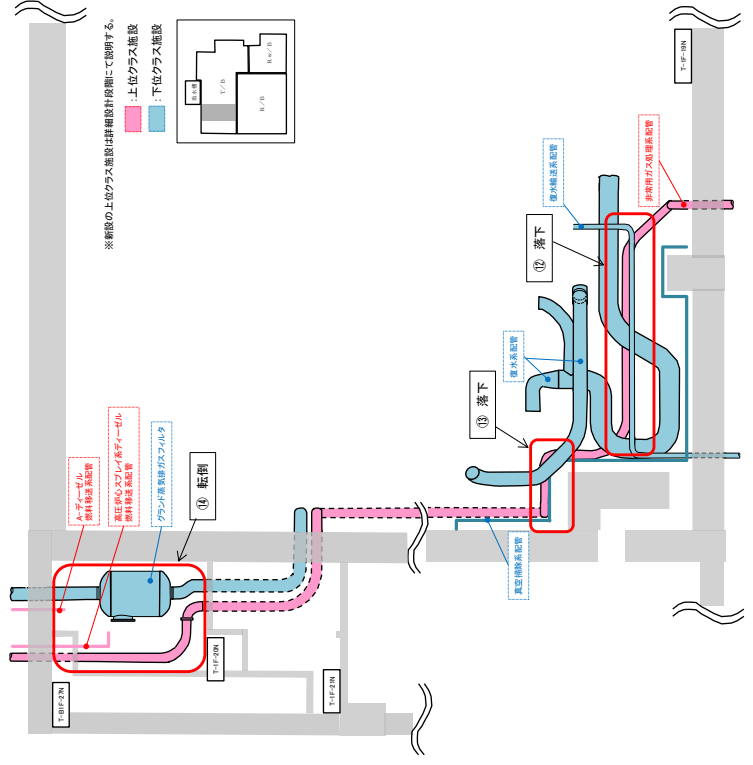 ※新設の上位クラス施設は詳細設計段階にて説明する。
:上位クラス施設
:下位クラス施設
取水槽
T/B
R/B
Rw/B
T-1F-19N
非常用ガス処理系配管
復水輸送系配管
⑫ 落下
復水系配管
⑬ 落下
真空掃除系配管
⑭ 転倒
グランド蒸気排ガスフィルタ
高圧炉心スプレイ系ディーゼル
燃料移送系配管
A-ディーゼル
燃料移送系配管
T-B1F-27N
T-1F-20N
T-1F-21N